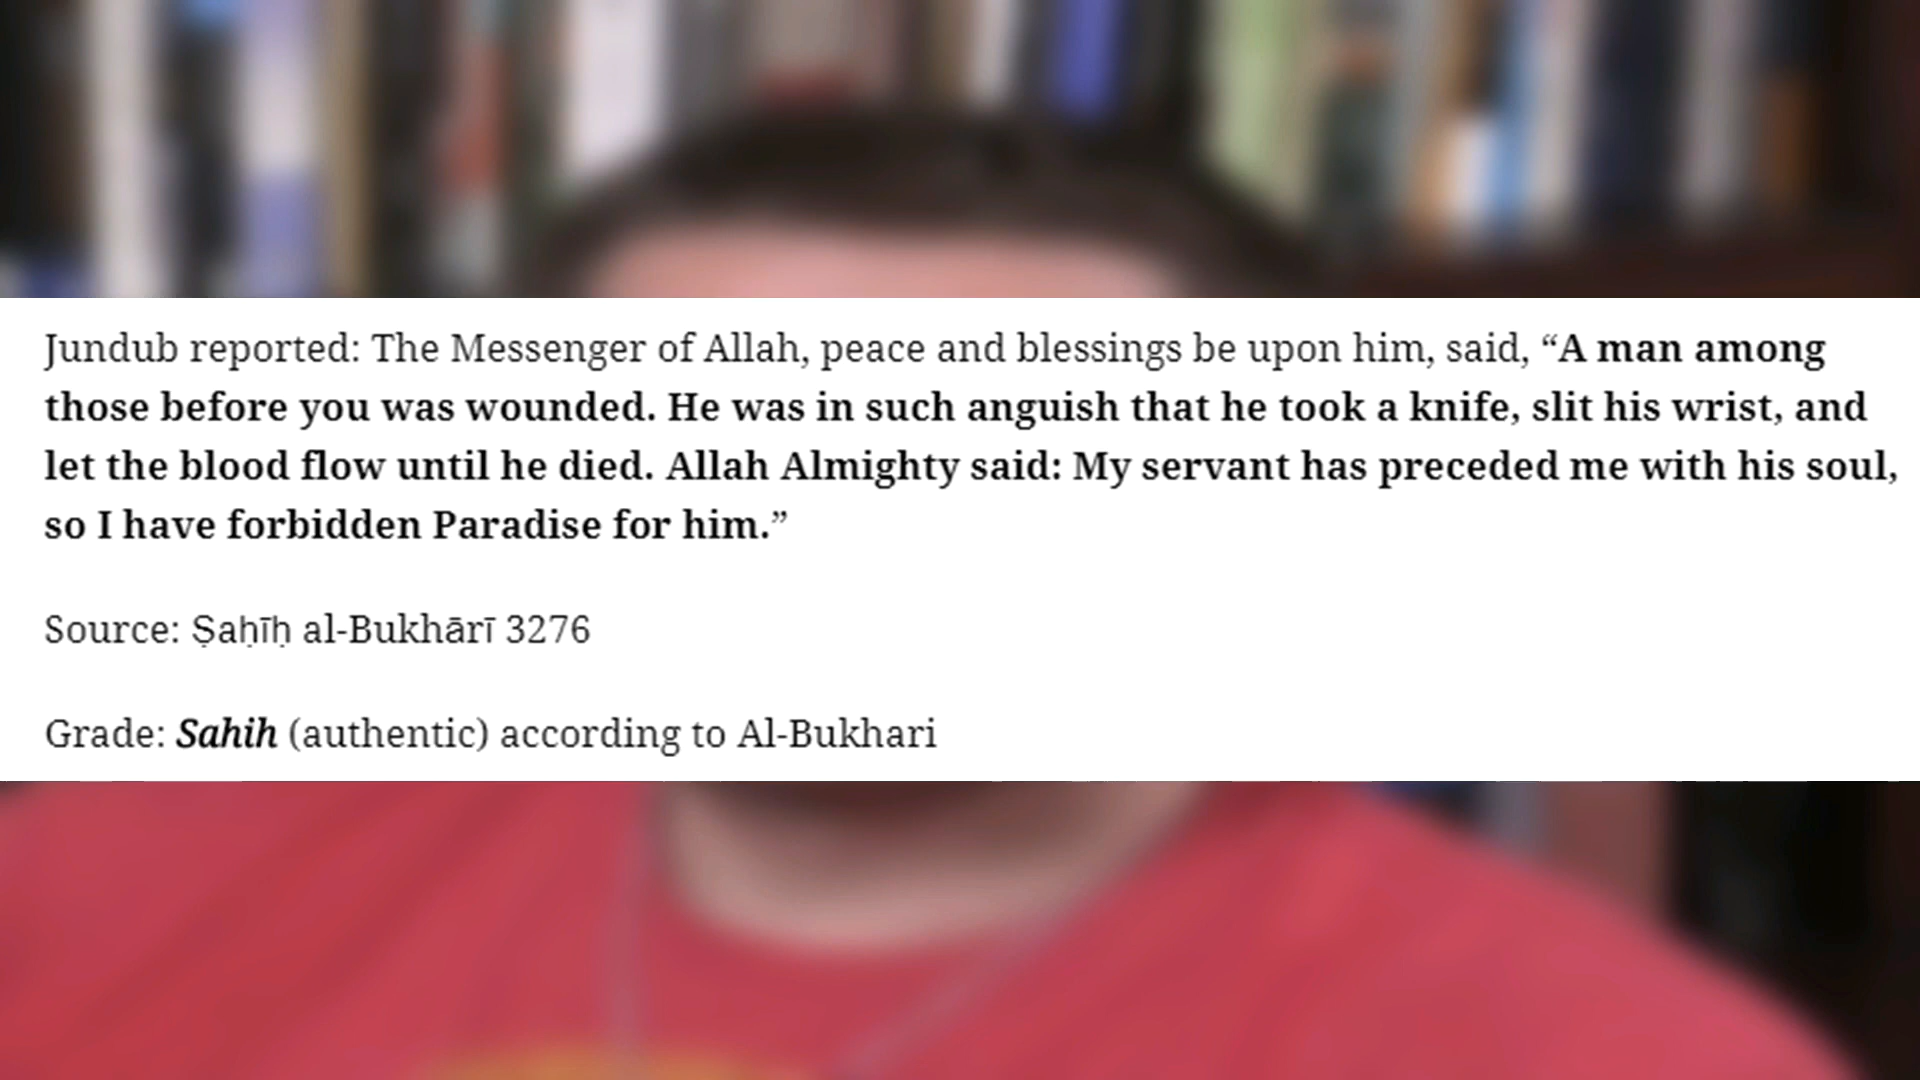 Jundub reported: The Messenger of Allah, peace and blessings be upon him, said, “A man among
those before you was wounded. He was in such anguish that he took a knife, slit his wrist, and
let the blood flow until he died. Allah Almighty said: My servant has preceded me with his soul,
so I have forbidden Paradise for him.”
Source: Ṣaḥīḥ al-Bukhārī 3276
Grade: Sahih (authentic) according to Al-Bukhari